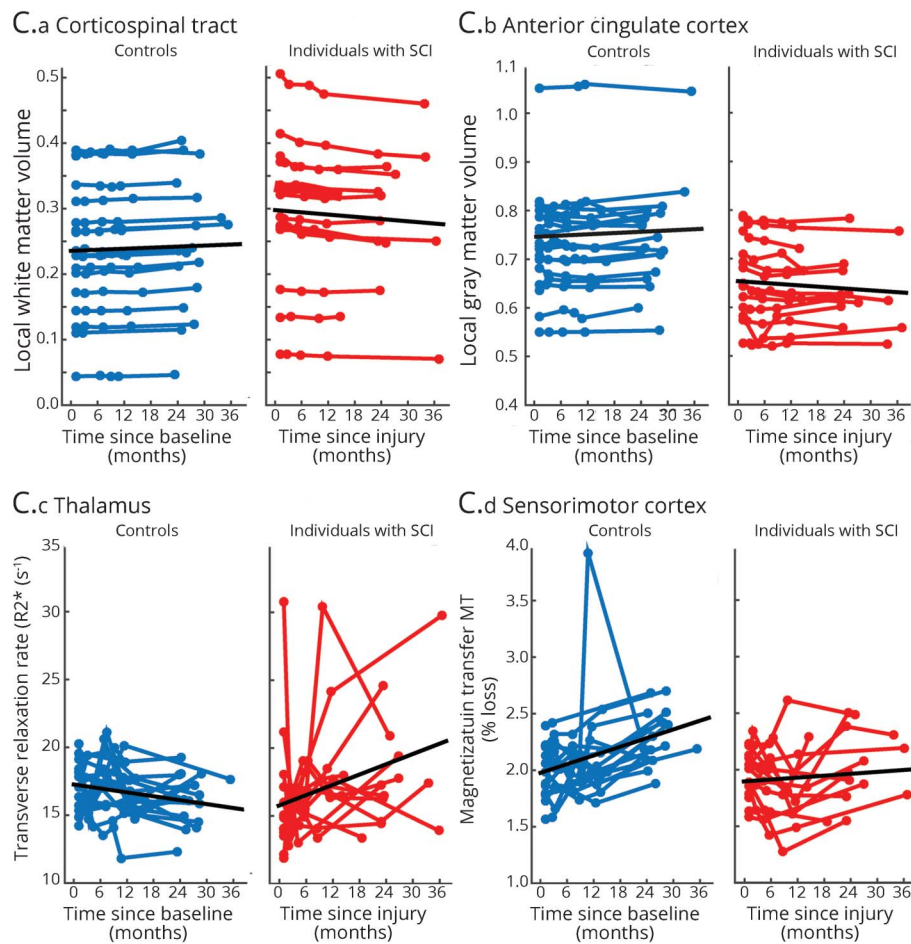 C.a Corticospinal tract
Controls
Individuals with SCI
Local white matter volume
0.5
0.4
0.3
0.2
0.1
0.0
0 6 12 18 24 30 36
Time since baseline
(months)
0 6 12 18 24 30 36
Time since injury
(months)
C.b Anterior cingulate cortex
Controls
Individuals with SCI
Local gray matter volume
1.1
1.0
0.9
0.8
0.7
0.6
0.5
0.4
0 6 12 18 24 30 36
Time since baseline
(months)
0 6 12 18 24 30 36
Time since injury
(months)
C.c Thalamus
Controls
Individuals with SCI
Transverse relaxation rate (R2* (s-1)
35
30
25
20
15
10
0 6 12 18 24 30 36
Time since baseline
(months)
0 6 12 18 24 30 36
Time since injury
(months)
C.d Sensorimotor cortex
Controls
Individuals with SCI
Magnetizatuin transfer MT
(% loss)
4.0
3.5
3.0
2.5
2.0
1.5
1.0
0 6 12 18 24 30 36
Time since baseline
(months)
0 6 12 18 24 30 36
Time since injury
(months)